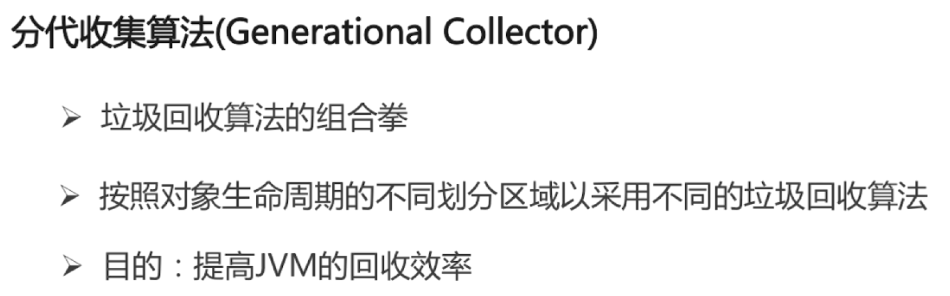 分代收集算法(Generational Collector)
➢ 垃圾回收算法的组合拳
➢ 按照对象生命周期的不同划分区域以采用不同的垃圾回收算法
➢ 目的：提高JVM的回收效率